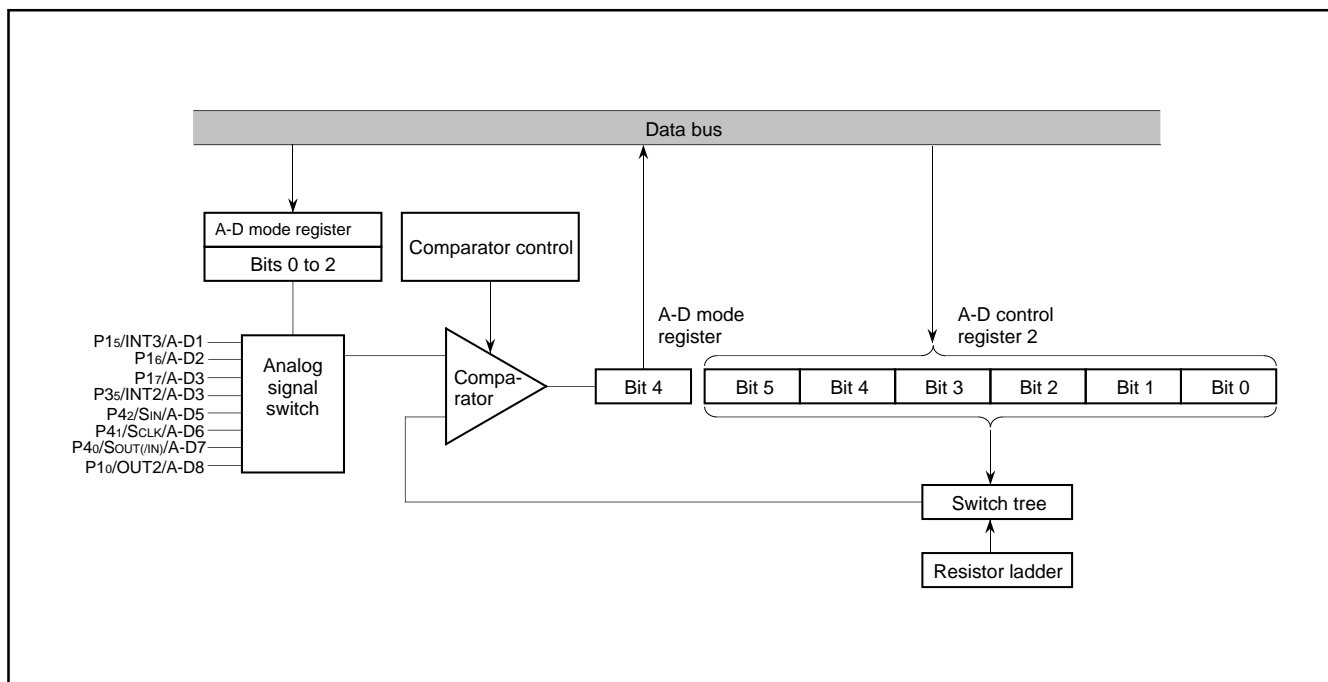 Data bus
A-D mode register
Bits 0 to 2
Comparator control
A-D mode
register
A-D control
register 2
P15/INT3/A-D1
P16/A-D2
P17/A-D3
P35/INT2/A-D3
P42/SIN/A-D5
P41/SCLK/A-D6
P40/SOUT(/IN)/A-D7
P10/OUT2/A-D8
Analog
signal
switch
Compa-
rator
Bit 4
Bit 5
Bit 4
Bit 3
Bit 2
Bit 1
Bit 0
Switch tree
Resistor ladder